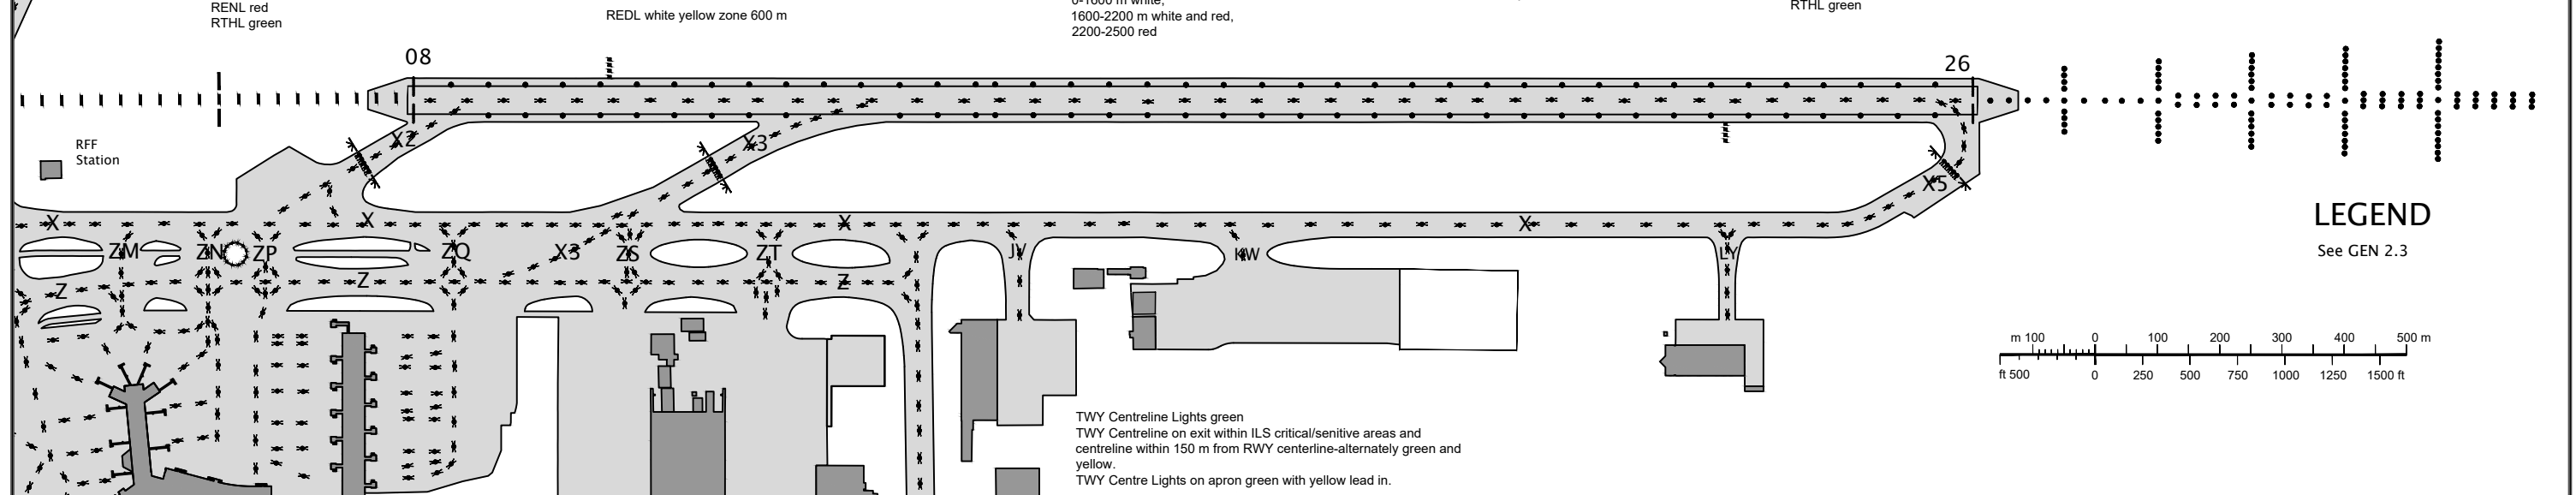 RENL red
RTHL green
REDL white yellow zone 600 m
1600-2200 m white and red,
2200-2500 red
RTHL green
08
26
X2
X3
RFF
Station
X5
X
X
X
X
LEGEND
See GEN 2.3
ZM
ZN
ZP
ZQ
X3
ZS
ZT
JV
KW
LY
Z
Z
Z
m 100 0 100 200 300 400 500 m
ft 500 0 250 500 750 1000 1250 1500 ft
TWY Centreline Lights green
TWY Centreline on exit within ILS critical/senitive areas and
centreline within 150 m from RWY centerline-alternately green and
yellow.
TWY Centre Lights on apron green with yellow lead in.